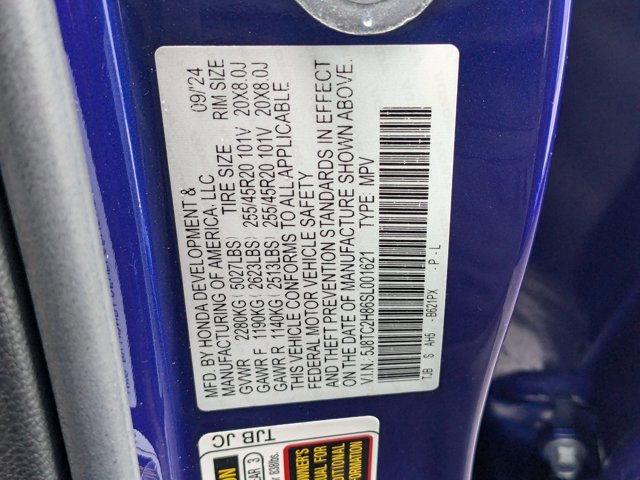 MFD. BY HONDA DEVELOPMENT & 09/'24
MANUFACTURING OF AMERICA, LLC
TIRE SIZE RIM SIZE
GVWR 2280KG( 5027LBS)
GAWR F 1190KG( 2623LBS) 255/45R20 101V 20X8.0J
GAWR R 1140KG( 2513LBS) 255/45R20 101V 20X8.0J
THIS VEHICLE CONFORMS TO ALL APPLICABLE
FEDERAL MOTOR VEHICLE SAFETY
AND THEFT PREVENTION STANDARDS IN EFFECT
ON THE DATE OF MANUFACTURE SHOWN ABOVE.
V.I.N. 5J8TC2H86SL001621 TYPE: MPV
TJB S AH5 -B621PX -P-L
TJB JC
EAR 3
838lbs.